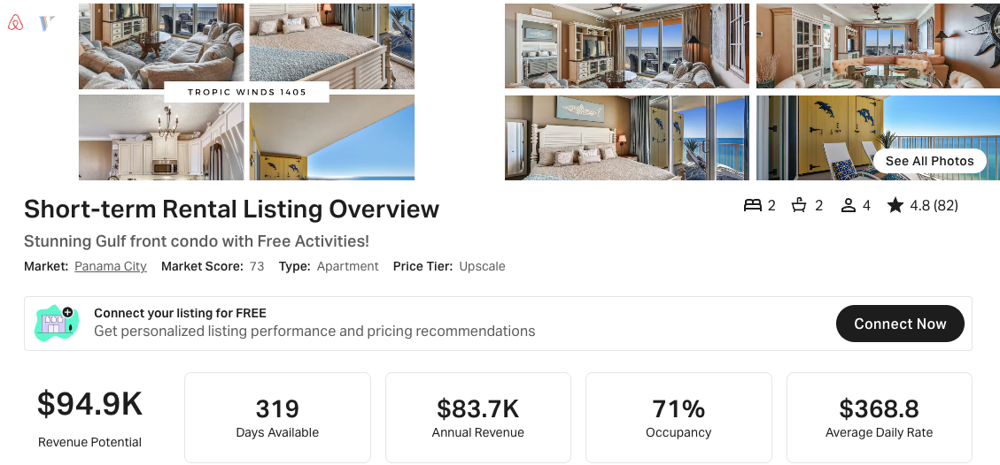 TROPIC WINDS 1405
See All Photos
Short-term Rental Listing Overview
2 2 4 4.8 (82)
Stunning Gulf front condo with Free Activities!
Market: Panama City Market Score: 73 Type: Apartment Price Tier: Upscale
Connect your listing for FREE
Get personalized listing performance and pricing recommendations
Connect Now
$94.9K
Revenue Potential
319
Days Available
$83.7K
Annual Revenue
71%
Occupancy
$368.8
Average Daily Rate